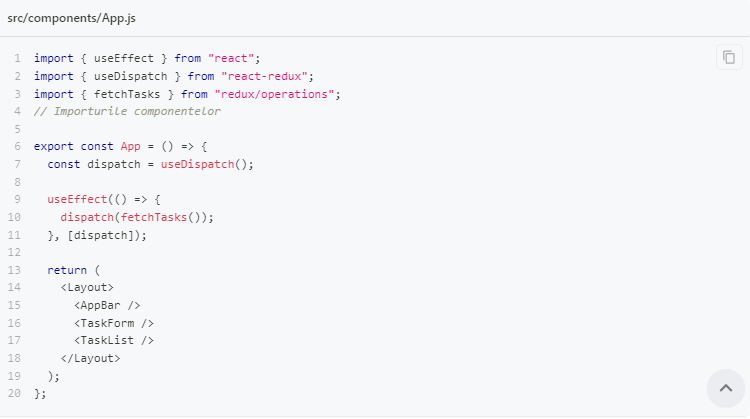 src/components/App.js
1 import { useEffect } from "react";
2 import { useDispatch } from "react-redux";
3 import { fetchTasks } from "redux/operations";
4 // Importurile componentelor
5
6 export const App = () => {
7   const dispatch = useDispatch();
8
9   useEffect(() => {
10     dispatch(fetchTasks());
11   }, [dispatch]);
12
13   return (
14     <Layout>
15       <AppBar />
16       <TaskForm />
17       <TaskList />
18     </Layout>
19   );
20 };